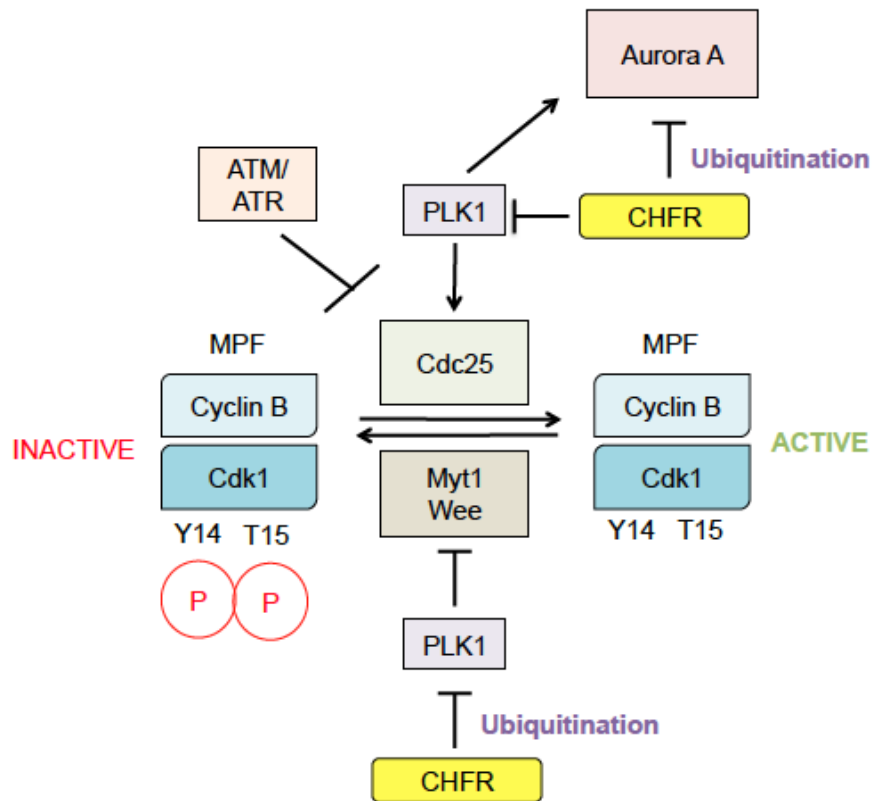 Aurora A
Ubiquitination
ATM/
ATR
PLK1
CHFR
MPF
Cdc25
MPF
Cyclin B
Cyclin B
INACTIVE
ACTIVE
Cdk1
Myt1
Wee
Cdk1
Y14 T15
Y14 T15
P P
PLK1
Ubiquitination
CHFR